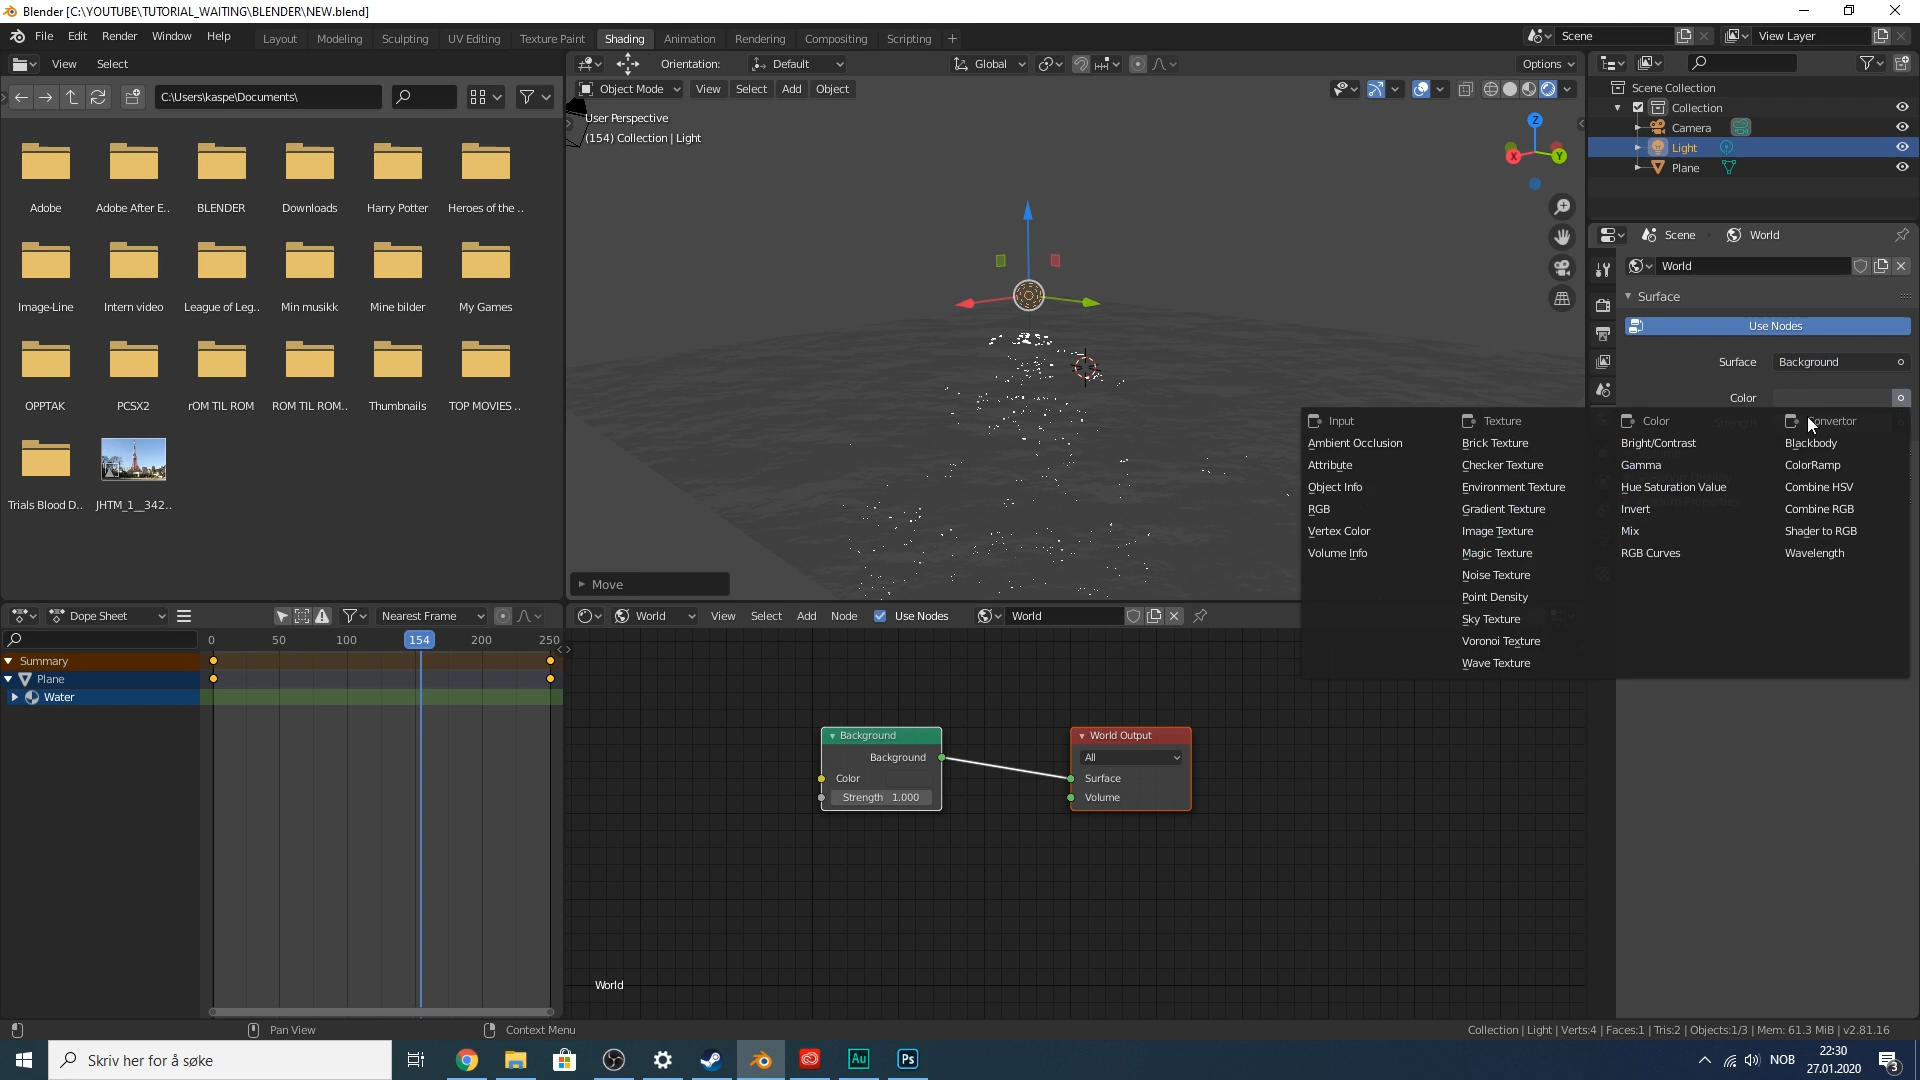 Blender [C:\YOUTUBE\TUTORIAL_WAITING\BLENDER\NEW.blend]
File Edit Render Window Help Layout Modeling Sculpting UV Editing Texture Paint Shading Animation Rendering Compositing Scripting + Scene View Layer
View Select Orientation: Default Global Options
C:\Users\kaspe\Documents\ Object Mode View Select Add Object
User Perspective
(154) Collection | Light
Scene Collection
Collection
Camera
Light
Plane
Z
X
Y
Adobe Adobe After E.. BLENDER Downloads Harry Potter Heroes of the ..
Image-Line Intern video League of Leg.. Min musikk Mine bilder My Games
OPPTAK PCSX2 rOM TIL ROM ROM TIL ROM.. Thumbnails TOP MOVIES ..
Trials Blood D.. JHTM_1__342..
Scene World
World
Surface
Use Nodes
Surface Background
Color
Input Texture Color Convertor
Ambient Occlusion Brick Texture Bright/Contrast Blackbody
Attribute Checker Texture Gamma ColorRamp
Object Info Environment Texture Hue Saturation Value Combine HSV
RGB Gradient Texture Invert Combine RGB
Vertex Color Image Texture Mix Shader to RGB
Volume Info Magic Texture RGB Curves Wavelength
Noise Texture
Point Density
Sky Texture
Voronoi Texture
Wave Texture
Move
Dope Sheet Nearest Frame World View Select Add Node Use Nodes World
0 50 100 154 200 250
Summary
Plane
Water
Background
Background
Color
Strength 1.000
World Output
All
Surface
Volume
World
Pan View Context Menu Collection | Light | Verts:4 | Faces:1 | Tris:2 | Objects:1/3 | Mem: 61.3 MiB | v2.81.16
Skriv her for å søke Au Ps NOB 22:30
27.01.2020 3